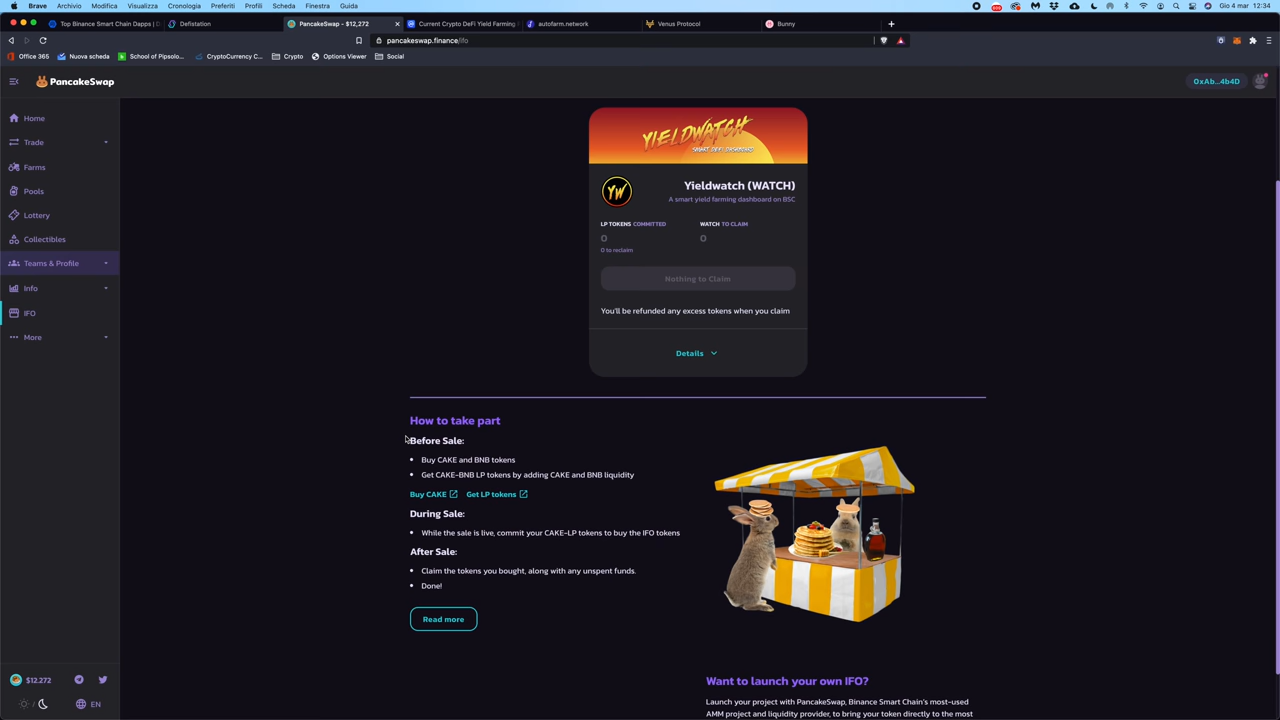 Brave Archivio Modifica Visualizza Cronologia Preferiti Profili Scheda Finestra Guida
Gio 4 mar 12:34
Top Binance Smart Chain Dapps | D
Defistation
PancakeSwap - $12,272
Current Crypto DeFi Yield Farming
autofarm.network
Venus Protocol
Bunny
pancakeswap.finance/ifo
Office 365
Nuova scheda
School of Pipsolo...
CryptoCurrency C...
Crypto
Options Viewer
Social
PancakeSwap
0xAb...4b4D
Home
Trade
Farms
Pools
Lottery
Collectibles
Teams & Profile
Info
IFO
More
$12,272
EN
YIELDWATCH
SMART DEFI DASHBOARD
YW
Yieldwatch (WATCH)
A smart yield farming dashboard on BSC
LP TOKENS COMMITTED
WATCH TO CLAIM
0
0
0 to reclaim
Nothing to Claim
You'll be refunded any excess tokens when you claim
Details
How to take part
Before Sale:
Buy CAKE and BNB tokens
Get CAKE-BNB LP tokens by adding CAKE and BNB liquidity
Buy CAKE
Get LP tokens
During Sale:
While the sale is live, commit your CAKE-LP tokens to buy the IFO tokens
After Sale:
Claim the tokens you bought, along with any unspent funds.
Done!
Read more
Want to launch your own IFO?
Launch your project with PancakeSwap, Binance Smart Chain's most-used
AMM project and liquidity provider, to bring your token directly to the most